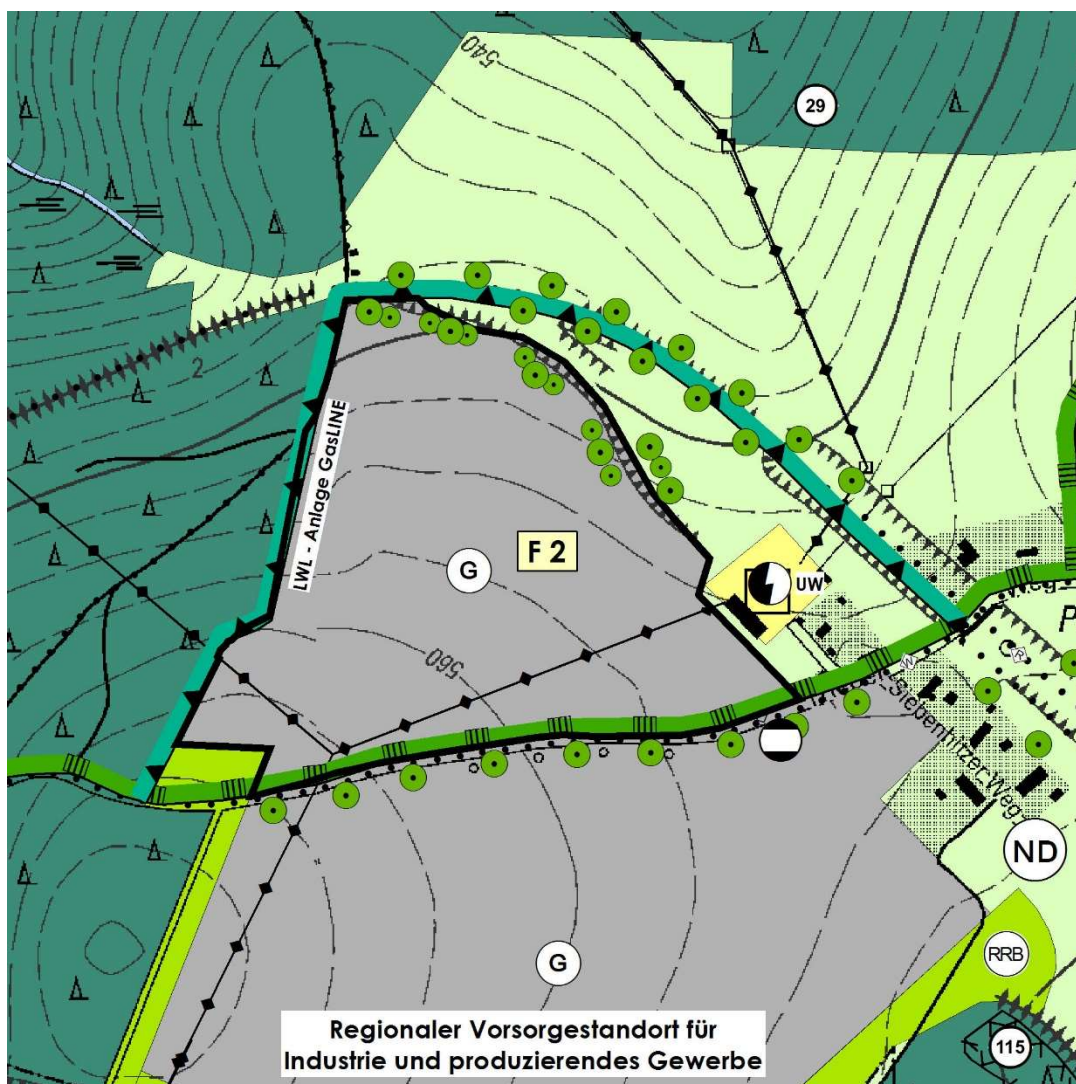 540
29
2
LWL - Anlage GasLINE
F 2
G
UW
Weg
560
Siebenhitzer Weg
ND
G
RRB
Regionaler Vorsorgestandort für
Industrie und produzierendes Gewerbe
115